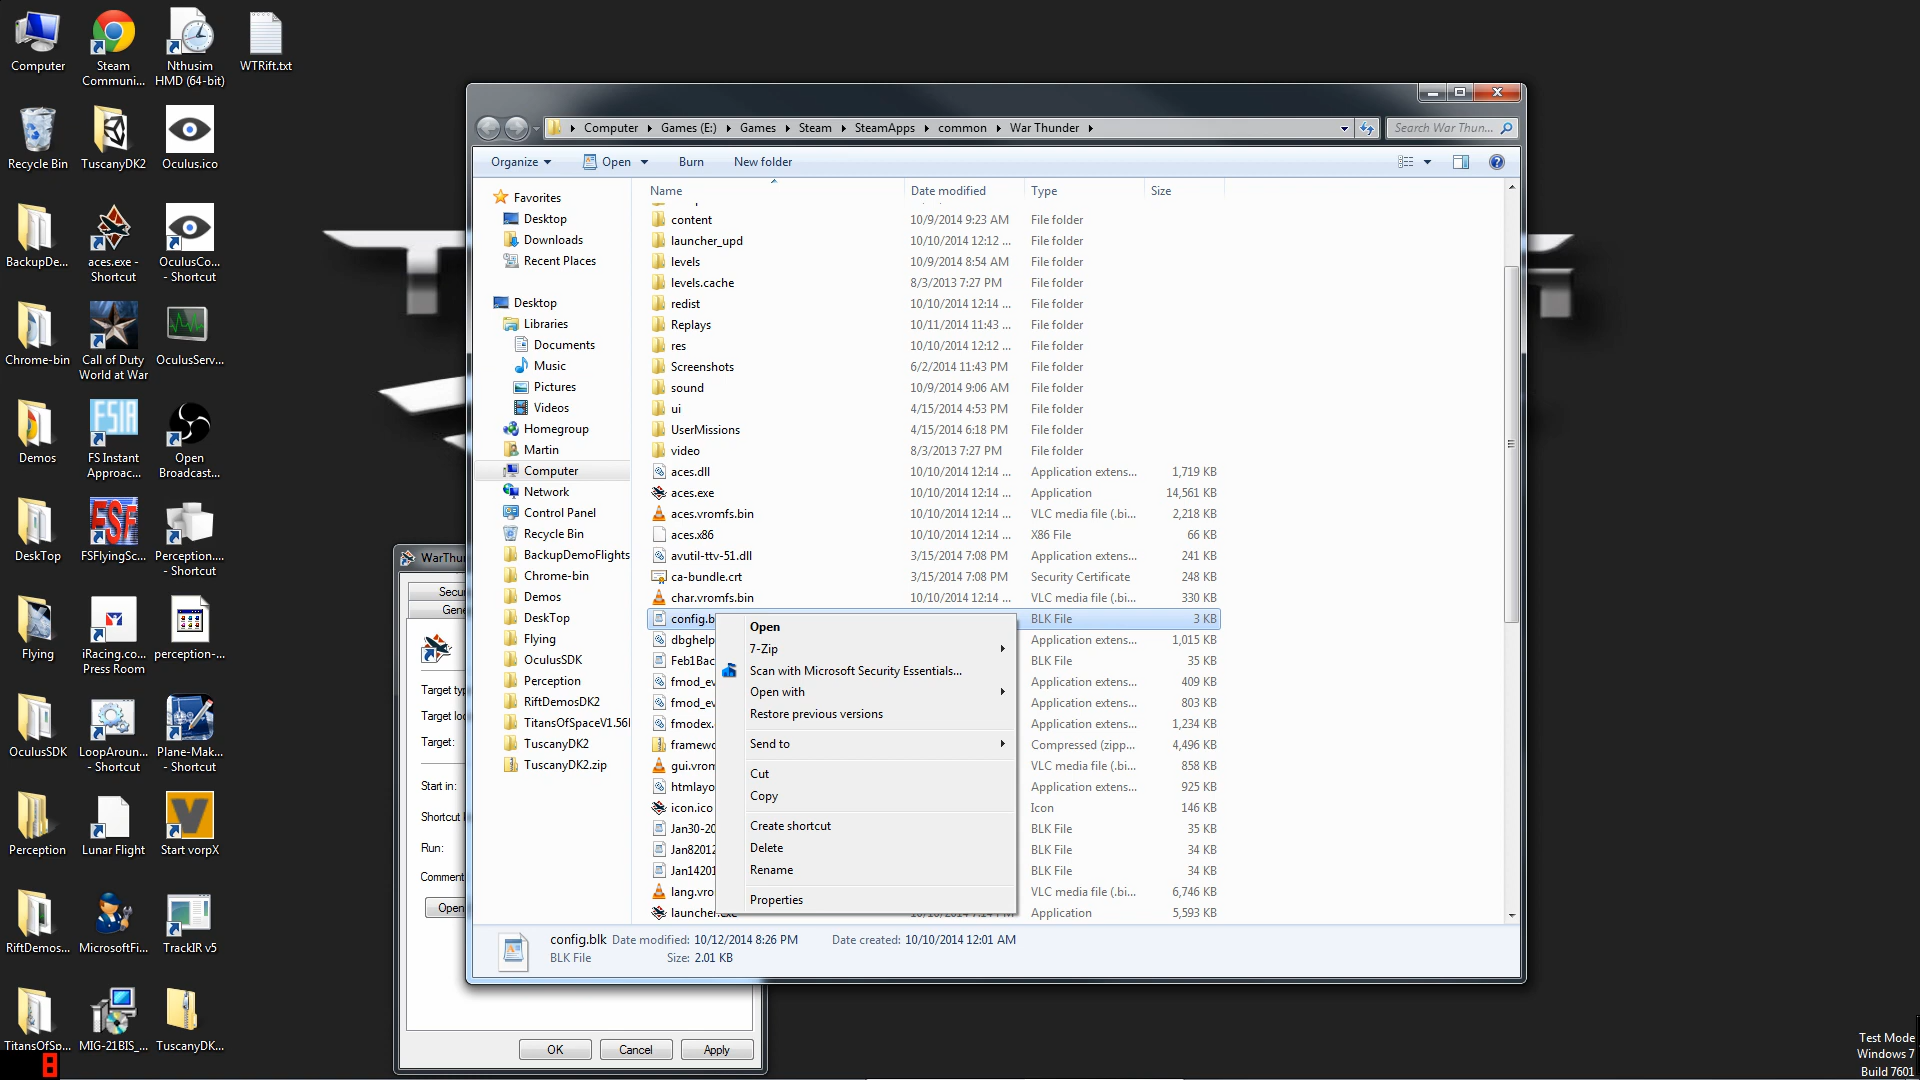 Computer
Steam
Communi...
Nthusim
HMD (64-bit)
WTRift.txt
Recycle Bin
TuscanyDK2
Oculus.ico
BackupDe...
aces.exe -
Shortcut
OculusCo...
- Shortcut
Chrome-bin
Call of Duty
World at War
OculusServ...
Demos
FS Instant
Approac...
Open
Broadcast...
DeskTop
FSFlyingSc...
Perception....
- Shortcut
Flying
iRacing.co...
Press Room
perception-...
OculusSDK
LoopAroun...
- Shortcut
Plane-Mak...
- Shortcut
Perception
Lunar Flight
Start vorpX
RiftDemos...
MicrosoftFi...
TrackIR v5
TitansOfSp...
MIG-21BIS_...
TuscanyDK...
8
FSIA
FSF
Computer Games (E:) Games Steam SteamApps common War Thunder
Search War Thun...
Organize Open Burn New folder
Favorites
Desktop
Downloads
Recent Places
Desktop
Libraries
Documents
Music
Pictures
Videos
Homegroup
Martin
Computer
Network
Control Panel
Recycle Bin
BackupDemoFlights
Chrome-bin
Demos
DeskTop
Flying
OculusSDK
Perception
RiftDemosDK2
TitansOfSpaceV1.56
TuscanyDK2
TuscanyDK2.zip
Name Date modified Type Size
content 10/9/2014 9:23 AM File folder
launcher_upd 10/10/2014 12:12 ... File folder
levels 10/9/2014 8:54 AM File folder
levels.cache 8/3/2013 7:27 PM File folder
redist 10/10/2014 12:14 ... File folder
Replays 10/11/2014 11:43 ... File folder
res 10/10/2014 12:12 ... File folder
Screenshots 6/2/2014 11:43 PM File folder
sound 10/9/2014 9:06 AM File folder
ui 4/15/2014 4:53 PM File folder
UserMissions 4/15/2014 6:18 PM File folder
video 8/3/2013 7:27 PM File folder
aces.dll 10/10/2014 12:14 ... Application extens... 1,719 KB
aces.exe 10/10/2014 12:14 ... Application 14,561 KB
aces.vromfs.bin 10/10/2014 12:14 ... VLC media file (.bi... 2,218 KB
aces.x86 10/10/2014 12:14 ... X86 File 66 KB
avutil-ttv-51.dll 3/15/2014 7:08 PM Application extens... 241 KB
ca-bundle.crt 3/15/2014 7:08 PM Security Certificate 248 KB
char.vromfs.bin 10/10/2014 12:14 ... VLC media file (.bi... 330 KB
config.b BLK File 3 KB
dbghelp Application extens... 1,015 KB
Feb1Bac BLK File 35 KB
fmod_ev Application extens... 409 KB
fmod_ev Application extens... 803 KB
fmodex. Application extens... 1,234 KB
framewo Compressed (zipp... 4,496 KB
gui.vrom VLC media file (.bi... 858 KB
htmlayo Application extens... 925 KB
icon.ico Icon 146 KB
Jan30-20 BLK File 35 KB
Jan82012 BLK File 34 KB
Jan14201 BLK File 34 KB
lang.vro VLC media file (.bi... 6,746 KB
launcher.exe 10/10/2014 7:14 PM Application 5,593 KB
Open
7-Zip
Scan with Microsoft Security Essentials...
Open with
Restore previous versions
Send to
Cut
Copy
Create shortcut
Delete
Rename
Properties
config.blk Date modified: 10/12/2014 8:26 PM Date created: 10/10/2014 12:01 AM
BLK File Size: 2.01 KB
WarThu
Secu
Gene
Target ty
Target lo
Target:
Start in:
Shortcut
Run:
Comment
Open
OK Cancel Apply
Test Mode
Windows 7
Build 7601